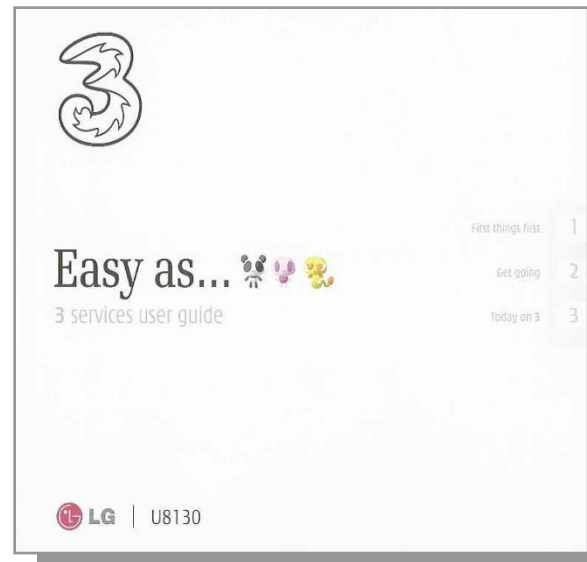 3
Easy as...
3 services user guide
First things first 1
Get going 2
Today on 3 3
LG | U8130